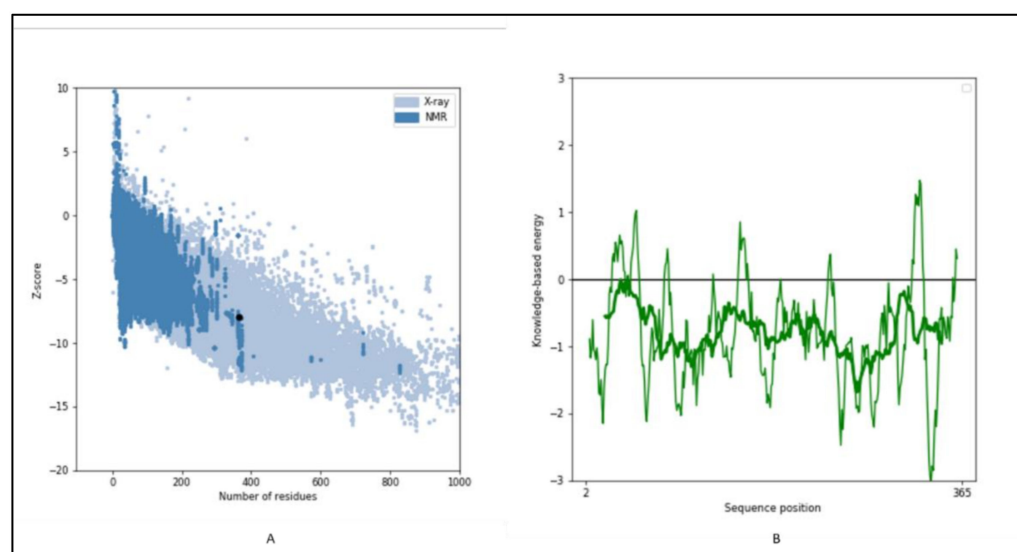 10
5
0
−5
−10
−15
−20
Z-score
X-ray
NMR
0 200 400 600 800 1000
Number of residues
A
3
2
1
0
−1
−2
−3
Knowledge-based energy
2 365
Sequence position
B